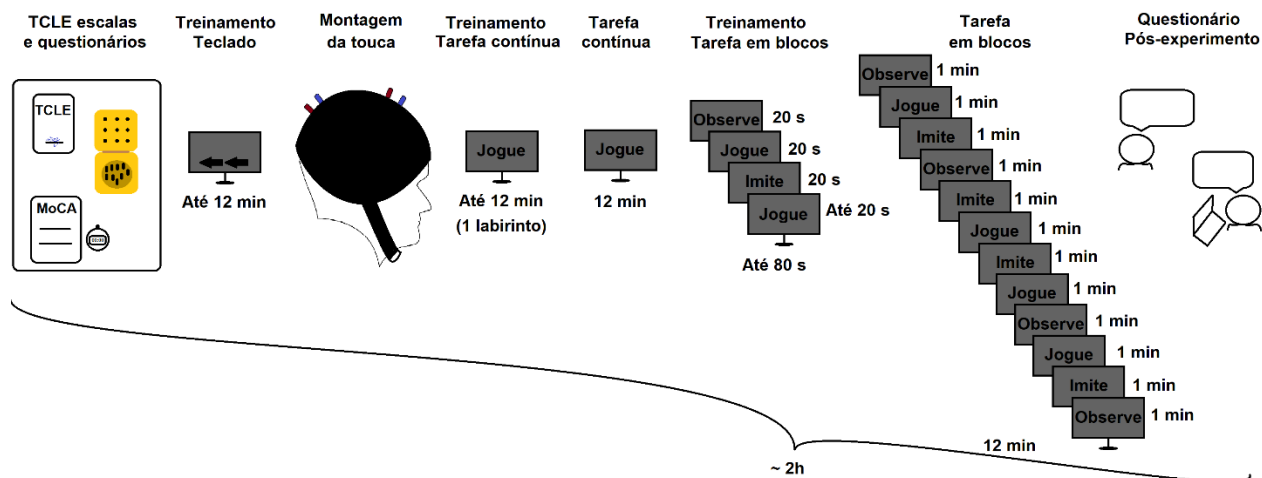 TCLE escalas
e questionários
Treinamento
Teclado
Montagem
da touca
Treinamento
Tarefa contínua
Tarefa
contínua
Treinamento
Tarefa em blocos
Tarefa
em blocos
Questionário
Pós-experimento
TCLE
MoCA
Até 12 min
Jogue
Até 12 min
(1 labirinto)
Jogue
12 min
Observe
20 s
Jogue
20 s
Imite
20 s
Jogue
Até 20 s
Até 80 s
Observe
1 min
Jogue
1 min
Imite
1 min
Observe
1 min
Imite
1 min
Jogue
1 min
Imite
1 min
Jogue
1 min
Observe
1 min
Jogue
1 min
Imite
1 min
Observe
1 min
12 min
~ 2h